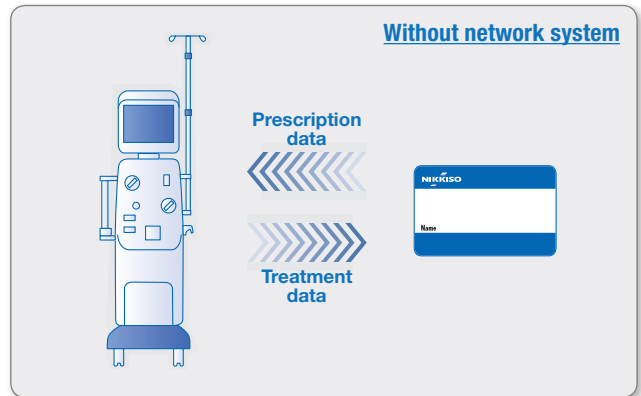 Without network system
Prescription
data
NIKKISO
Name
Treatment
data